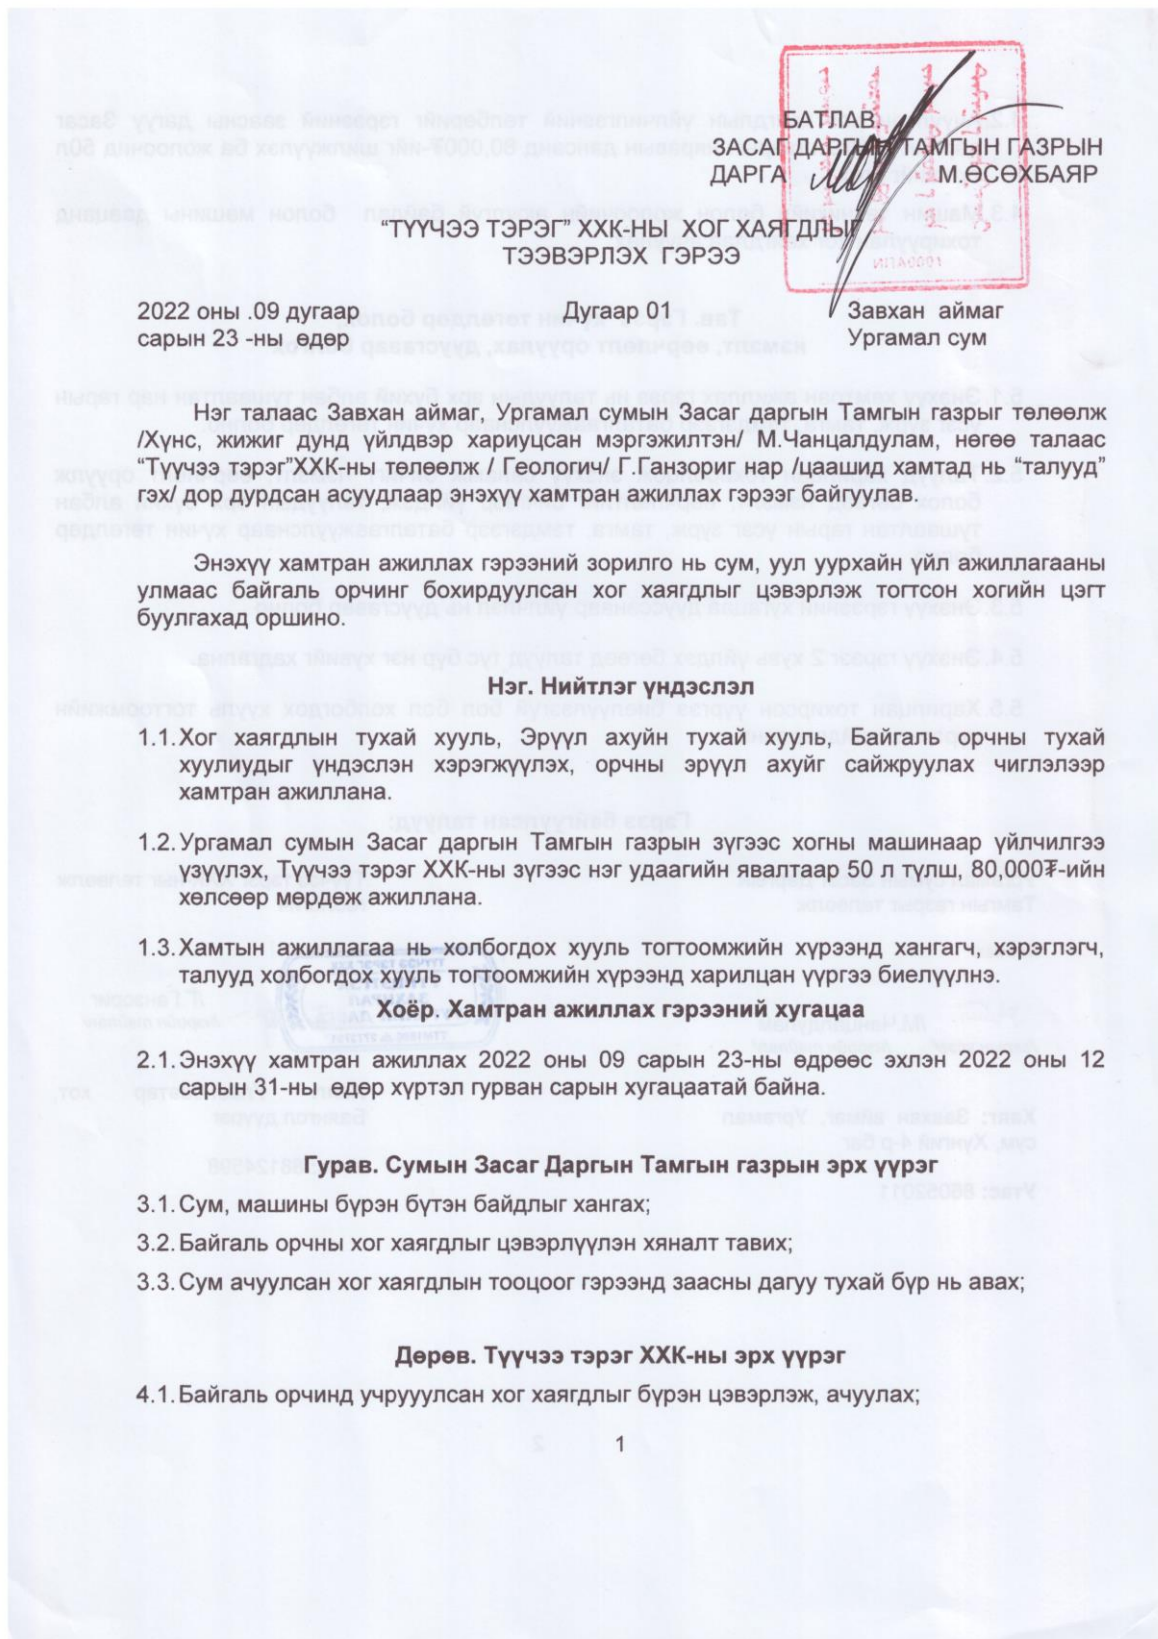 БАТЛАВ.
ЗАСАГ ДАРГЫН ТАМГЫН ГАЗРЫН
ДАРГА М.ӨСӨХБАЯР
“ТҮҮЧЭЭ ТЭРЭГ” ХХК-НЫ ХОГ ХАЯГДЛЫГ
ТЭЭВЭРЛЭХ ГЭРЭЭ
2022 оны .09 дугаар Дугаар 01 Завхан аймаг
сарын 23 -ны өдөр Ургамал сум
Нэг талаас Завхан аймаг, Ургамал сумын Засаг даргын Тамгын газрыг төлөөлж
/Хүнс, жижиг дунд үйлдвэр хариуцсан мэргэжилтэн/ М.Чанцалдулам, нөгөө талаас
“Түүчээ тэрэг”ХХК-ны төлөөлж / Геологич/ Г.Ганзориг нар /цаашид хамтад нь “талууд”
гэх/ дор дурдсан асуудлаар энэхүү хамтран ажиллах гэрээг байгуулав.
Энэхүү хамтран ажиллах гэрээний зорилго нь сум, уул уурхайн үйл ажиллагааны
улмаас байгаль орчинг бохирдуулсан хог хаягдлыг цэвэрлэж тогтсон хогийн цэгт
буулгахад оршино.
Нэг. Нийтлэг үндэслэл
1.1. Хог хаягдлын тухай хууль, Эрүүл ахуйн тухай хууль, Байгаль орчны тухай
хуулиудыг үндэслэн хэрэгжүүлэх, орчны эрүүл ахуйг сайжруулах чиглэлээр
хамтран ажиллана.
1.2. Ургамал сумын Засаг даргын Тамгын газрын зүгээс хогны машинаар үйлчилгээ
үзүүлэх, Түүчээ тэрэг ХХК-ны зүгээс нэг удаагийн явалтаар 50 л түлш, 80,000₮-ийн
хөлсөөр мөрдөж ажиллана.
1.3. Хамтын ажиллагаа нь холбогдох хууль тогтоомжийн хүрээнд хангагч, хэрэглэгч,
талууд холбогдох хууль тогтоомжийн хүрээнд харилцан үүргээ биелүүлнэ.
Хоёр. Хамтран ажиллах гэрээний хугацаа
2.1. Энэхүү хамтран ажиллах 2022 оны 09 сарын 23-ны өдрөөс эхлэн 2022 оны 12
сарын 31-ны өдөр хүртэл гурван сарын хугацаатай байна.
Гурав. Сумын Засаг Даргын Тамгын газрын эрх үүрэг
3.1. Сум, машины бүрэн бүтэн байдлыг хангах;
3.2. Байгаль орчны хог хаягдлыг цэвэрлүүлэн хяналт тавих;
3.3. Сум ачуулсан хог хаягдлын тооцоог гэрээнд заасны дагуу тухай бүр нь авах;
Дөрөв. Түүчээ тэрэг ХХК-ны эрх үүрэг
4.1. Байгаль орчинд учрууулсан хог хаягдлыг бүрэн цэвэрлэж, ачуулах;
1